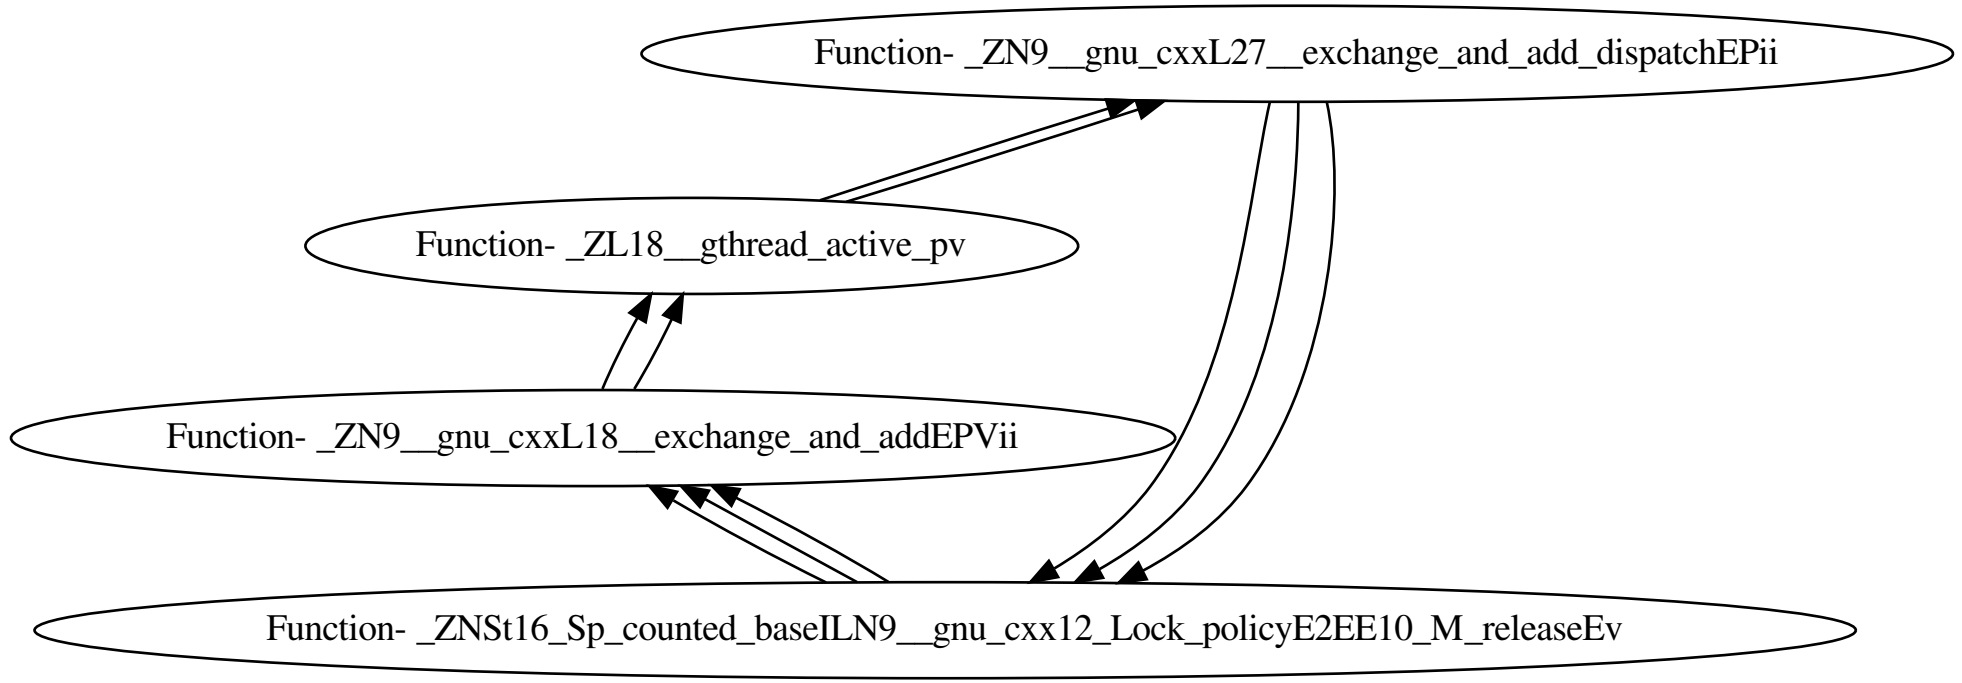 Function- _ZN9__gnu_cxxL27__exchange_and_add_dispatchEPii
Function- _ZL18__gthread_active_pv
Function- _ZN9__gnu_cxxL18__exchange_and_addEPVii
Function- _ZNSt16_Sp_counted_baseILN9__gnu_cxx12_Lock_policyE2EE10_M_releaseEv